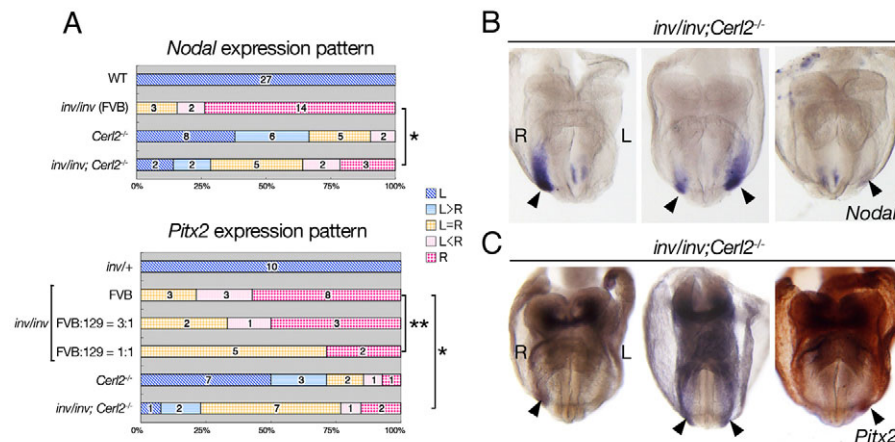 A
Nodal expression pattern
WT 27
inv/inv (FVB) 3 2 14
Cerl2-/- 8 6 5 2
inv/inv; Cerl2-/- 2 2 5 2 3
*
0% 25% 50% 75% 100%
L
L>R
L=R
L<R
R
Pitx2 expression pattern
inv/+ 10
inv/inv
FVB 3 3 8
FVB:129 = 3:1 2 1 3
FVB:129 = 1:1 5 2
Cerl2-/- 7 3 2 1 1
inv/inv; Cerl2-/- 1 2 7 1 2
**
*
0% 25% 50% 75% 100%
B
inv/inv;Cerl2-/-
R L
Nodal
C
inv/inv;Cerl2-/-
R L
Pitx2